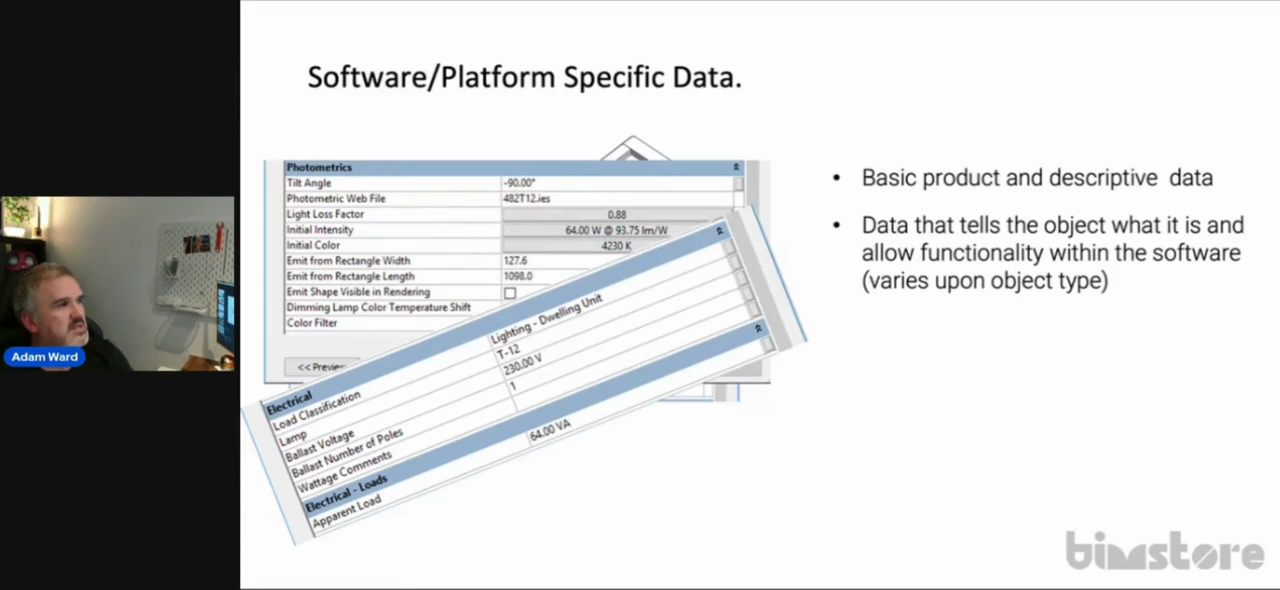 Software/Platform Specific Data.
Photometrics
Tilt Angle -90.00°
Photometric Web File 482T12.ies
Light Loss Factor 0.88
Initial Intensity 64.00 W @ 93.75 lm/W
Initial Color 4230 K
Emit from Rectangle Width 127.6
Emit from Rectangle Length 1098.0
Emit Shape Visible in Rendering
Dimming Lamp Color Temperature Shift
Color Filter
<< Previe
Electrical
Load Classification Lighting - Dwelling Unit
Lamp T-12
Ballast Voltage 230.00 V
Ballast Number of Poles 1
Wattage Comments
Electrical - Loads
Apparent Load 64.00 VA
• Basic product and descriptive data
• Data that tells the object what it is and
allow functionality within the software
(varies upon object type)
Adam Ward
bimstore